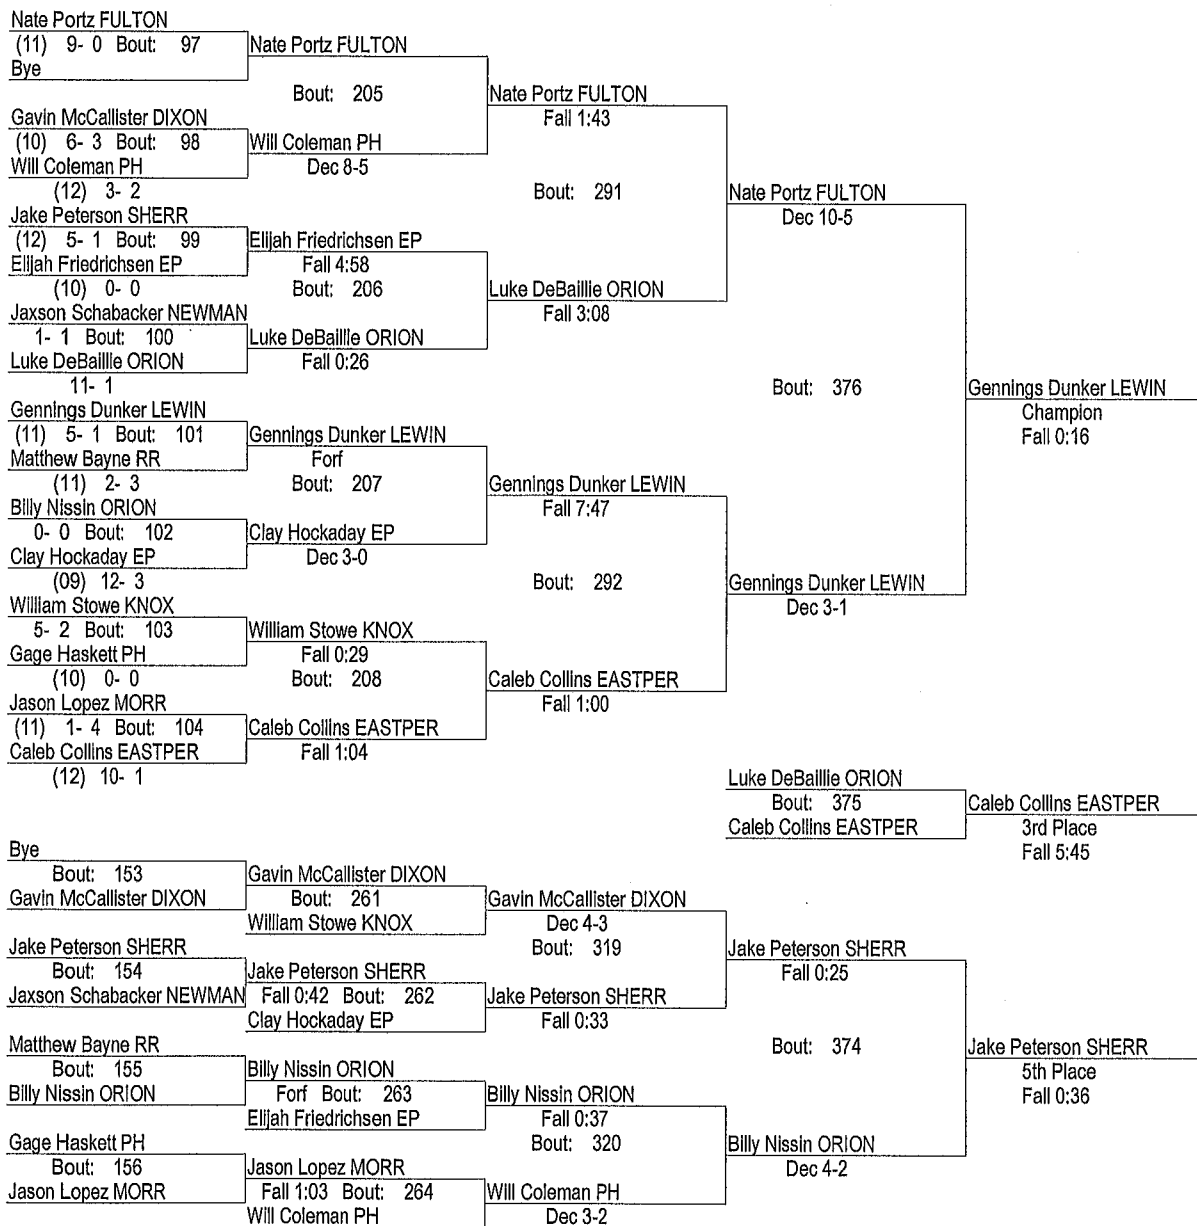 Nate Portz FULTON
(11) 9- 0 Bout: 97
Bye
Nate Portz FULTON
Bout: 205
Gavin McCallister DIXON
(10) 6- 3 Bout: 98
Will Coleman PH
(12) 3- 2
Will Coleman PH
Dec 8-5
Nate Portz FULTON
Fall 1:43
Bout: 291
Jake Peterson SHERR
(12) 5- 1 Bout: 99
Elijah Friedrichsen EP
(10) 0- 0
Elijah Friedrichsen EP
Fall 4:58
Bout: 206
Jaxson Schabacker NEWMAN
1- 1 Bout: 100
Luke DeBaillie ORION
11- 1
Luke DeBaillie ORION
Fall 0:26
Luke DeBaillie ORION
Fall 3:08
Nate Portz FULTON
Dec 10-5
Bout: 376
Gennings Dunker LEWIN
Champion
Fall 0:16
Gennings Dunker LEWIN
(11) 5- 1 Bout: 101
Matthew Bayne RR
(11) 2- 3
Gennings Dunker LEWIN
Forf
Bout: 207
Billy Nissin ORION
0- 0 Bout: 102
Clay Hockaday EP
(09) 12- 3
Clay Hockaday EP
Dec 3-0
Gennings Dunker LEWIN
Fall 7:47
Bout: 292
Gennings Dunker LEWIN
Dec 3-1
William Stowe KNOX
5- 2 Bout: 103
Gage Haskett PH
(10) 0- 0
William Stowe KNOX
Fall 0:29
Bout: 208
Jason Lopez MORR
(11) 1- 4 Bout: 104
Caleb Collins EASTPER
(12) 10- 1
Caleb Collins EASTPER
Fall 1:04
Caleb Collins EASTPER
Fall 1:00
Luke DeBaillie ORION
Bout: 375
Caleb Collins EASTPER
Caleb Collins EASTPER
3rd Place
Fall 5:45
Bye
Bout: 153
Gavin McCallister DIXON
Gavin McCallister DIXON
Bout: 261
William Stowe KNOX
Gavin McCallister DIXON
Dec 4-3
Bout: 319
Jake Peterson SHERR
Bout: 154
Jaxson Schabacker NEWMAN
Jake Peterson SHERR
Fall 0:42 Bout: 262
Clay Hockaday EP
Jake Peterson SHERR
Fall 0:33
Jake Peterson SHERR
Fall 0:25
Bout: 374
Jake Peterson SHERR
5th Place
Fall 0:36
Matthew Bayne RR
Bout: 155
Billy Nissin ORION
Billy Nissin ORION
Forf Bout: 263
Elijah Friedrichsen EP
Billy Nissin ORION
Fall 0:37
Bout: 320
Billy Nissin ORION
Dec 4-2
Gage Haskett PH
Bout: 156
Jason Lopez MORR
Jason Lopez MORR
Fall 1:03 Bout: 264
Will Coleman PH
Will Coleman PH
Dec 3-2